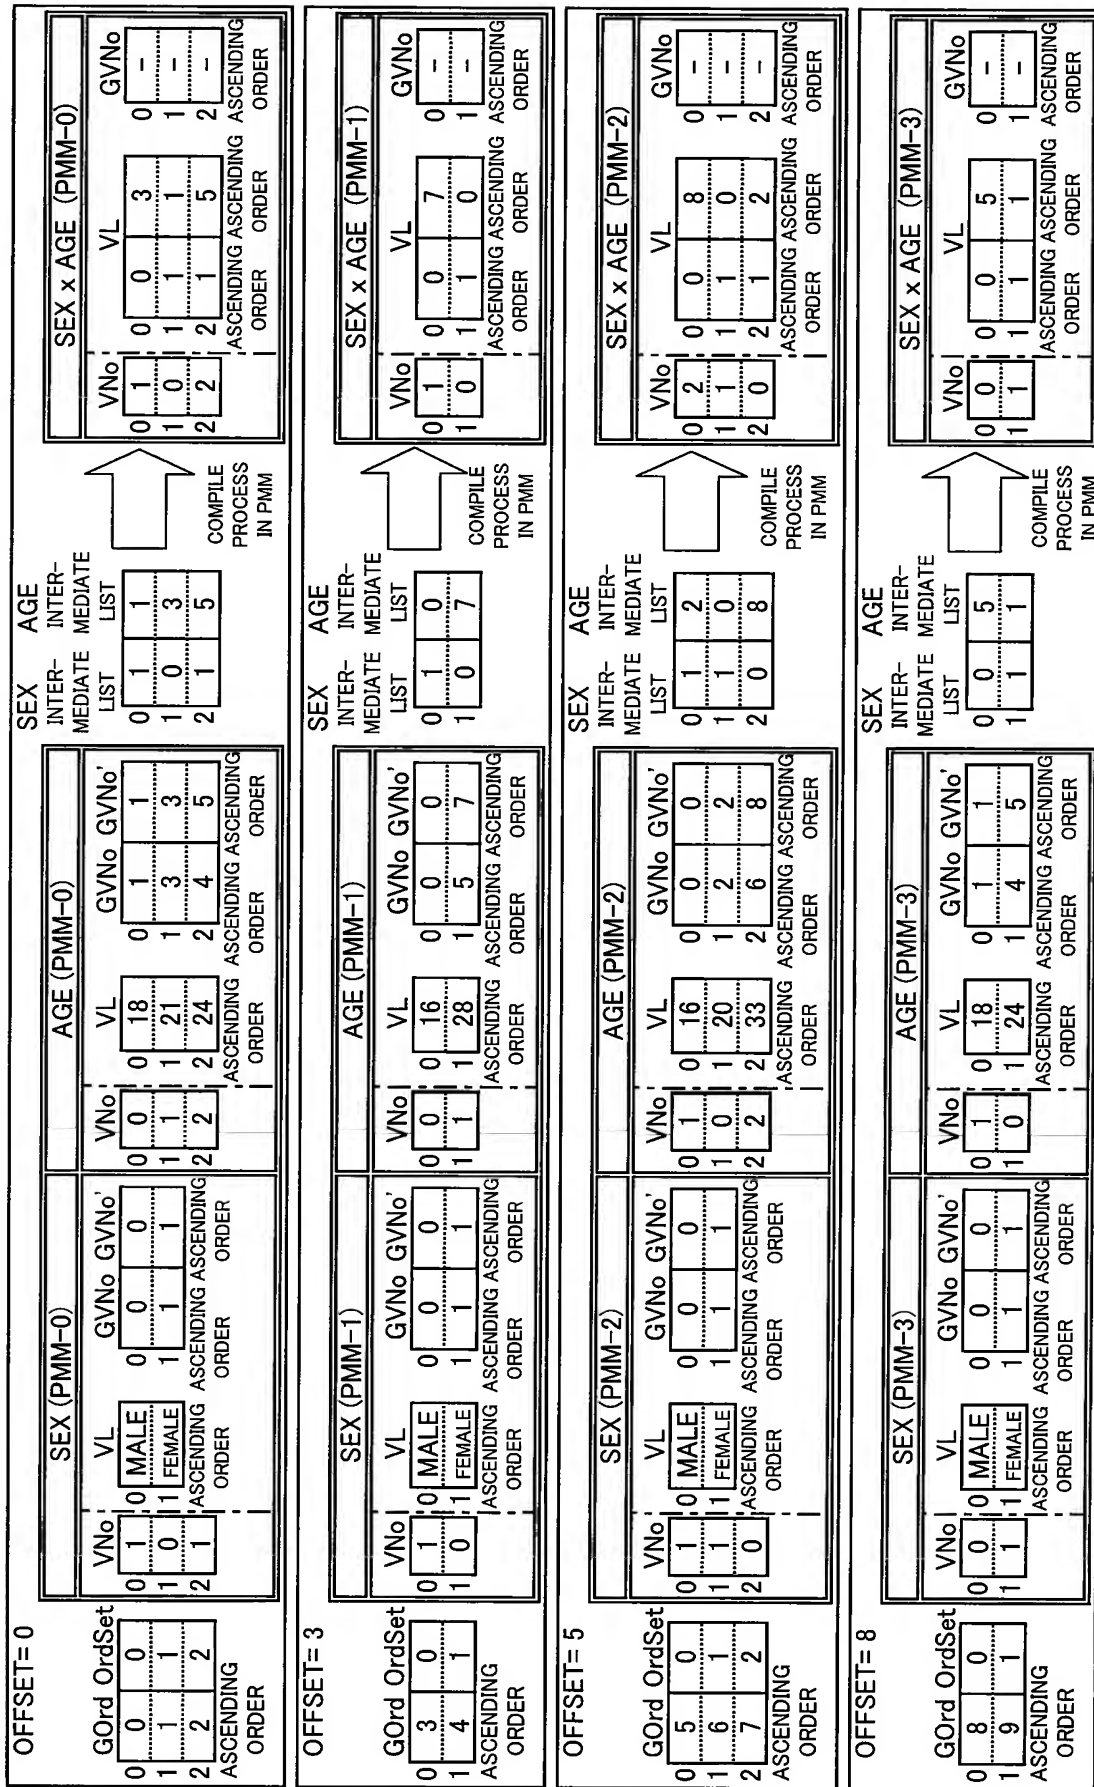 OFFSET= 0
GOrd OrdSet
0 0 0
1 1 1
2 2 2
ASCENDING
ORDER
SEX (PMM-0)
VNo VL GVNo GVNo'
0 1 0 MALE 0 0 0
1 0 1 FEMALE 1 1 1
2 1
ASCENDING ASCENDING ASCENDING
ORDER ORDER ORDER
AGE (PMM-0)
VNo VL GVNo GVNo'
0 0 0 18 0 1 1
1 1 1 21 1 3 3
2 2 2 24 2 4 5
ASCENDING ASCENDING ASCENDING
ORDER ORDER ORDER
SEX AGE
INTER- INTER-
MEDIATE MEDIATE
LIST LIST
0 1 1
1 0 3
2 1 5
COMPILE
PROCESS
IN PMM
SEX x AGE (PMM-0)
VNo VL GVNo
0 1 0 0 3 0 -
1 0 1 1 1 1 -
2 2 2 1 5 2 -
ASCENDING ASCENDING ASCENDING
ORDER ORDER ORDER
OFFSET= 3
GOrd OrdSet
0 3 0
1 4 1
ASCENDING
ORDER
SEX (PMM-1)
VNo VL GVNo GVNo'
0 1 0 MALE 0 0 0
1 0 1 FEMALE 1 1 1
ASCENDING ASCENDING ASCENDING
ORDER ORDER ORDER
AGE (PMM-1)
VNo VL GVNo GVNo'
0 0 0 16 0 0 0
1 1 1 28 1 5 7
ASCENDING ASCENDING ASCENDING
ORDER ORDER ORDER
SEX AGE
INTER- INTER-
MEDIATE MEDIATE
LIST LIST
0 1 0
1 0 7
COMPILE
PROCESS
IN PMM
SEX x AGE (PMM-1)
VNo VL GVNo
0 1 0 0 7 0 -
1 0 1 1 0 1 -
ASCENDING ASCENDING ASCENDING
ORDER ORDER ORDER
OFFSET= 5
GOrd OrdSet
0 5 0
1 6 1
2 7 2
ASCENDING
ORDER
SEX (PMM-2)
VNo VL GVNo GVNo'
0 1 0 MALE 0 0 0
1 1 1 FEMALE 1 1 1
2 0
ASCENDING ASCENDING ASCENDING
ORDER ORDER ORDER
AGE (PMM-2)
VNo VL GVNo GVNo'
0 1 0 16 0 0 0
1 0 1 20 1 2 2
2 2 2 33 2 6 8
ASCENDING ASCENDING ASCENDING
ORDER ORDER ORDER
SEX AGE
INTER- INTER-
MEDIATE MEDIATE
LIST LIST
0 1 2
1 1 0
2 0 8
COMPILE
PROCESS
IN PMM
SEX x AGE (PMM-2)
VNo VL GVNo
0 2 0 0 8 0 -
1 1 1 1 0 1 -
2 0 2 1 2 2 -
ASCENDING ASCENDING ASCENDING
ORDER ORDER ORDER
OFFSET= 8
GOrd OrdSet
0 8 0
1 9 1
ASCENDING
ORDER
SEX (PMM-3)
VNo VL GVNo GVNo'
0 0 0 MALE 0 0 0
1 1 1 FEMALE 1 1 1
ASCENDING ASCENDING ASCENDING
ORDER ORDER ORDER
AGE (PMM-3)
VNo VL GVNo GVNo'
0 1 0 18 0 1 1
1 0 1 24 1 4 5
ASCENDING ASCENDING ASCENDING
ORDER ORDER ORDER
SEX AGE
INTER- INTER-
MEDIATE MEDIATE
LIST LIST
0 0 5
1 1 1
COMPILE
PROCESS
IN PMM
SEX x AGE (PMM-3)
VNo VL GVNo
0 0 0 0 5 0 -
1 1 1 1 1 1 -
ASCENDING ASCENDING ASCENDING
ORDER ORDER ORDER